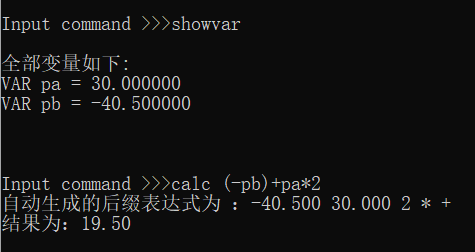 Input command >>>showvar
全部变量如下:
VAR pa = 30.000000
VAR pb = -40.500000
Input command >>>calc (-pb)+pa*2
自动生成的后缀表达式为 : -40.500 30.000 2 * +
结果为: 19.50